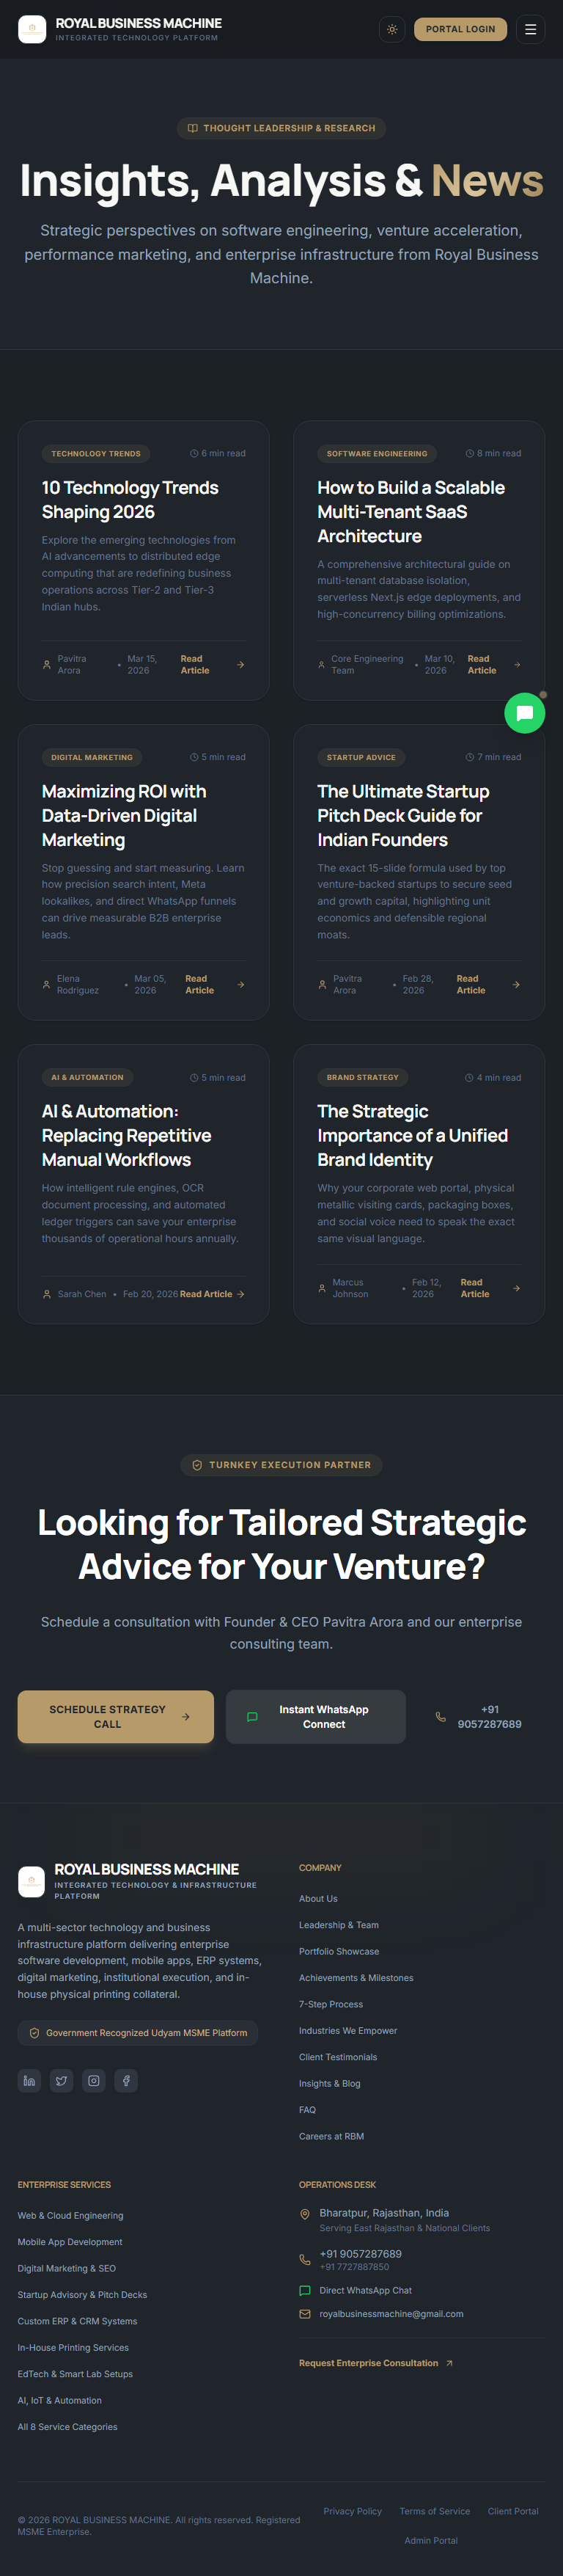 ROYAL BUSINESS MACHINE
INTEGRATED TECHNOLOGY PLATFORM
PORTAL LOGIN
THOUGHT LEADERSHIP & RESEARCH
Insights, Analysis & News
Strategic perspectives on software engineering, venture acceleration,
performance marketing, and enterprise infrastructure from Royal Business
Machine.
TECHNOLOGY TRENDS
6 min read
10 Technology Trends
Shaping 2026
Explore the emerging technologies from
AI advancements to distributed edge
computing that are redefining business
operations across Tier-2 and Tier-3
Indian hubs.
Pavitra
Arora
•
Mar 15,
2026
Read
Article
SOFTWARE ENGINEERING
8 min read
How to Build a Scalable
Multi-Tenant SaaS
Architecture
A comprehensive architectural guide on
multi-tenant database isolation,
serverless Next.js edge deployments, and
high-concurrency billing optimizations.
Core Engineering
Team
•
Mar 10,
2026
Read
Article
DIGITAL MARKETING
5 min read
Maximizing ROI with
Data-Driven Digital
Marketing
Stop guessing and start measuring. Learn
how precision search intent, Meta
lookalikes, and direct WhatsApp funnels
can drive measurable B2B enterprise
leads.
Elena
Rodriguez
•
Mar 05,
2026
Read
Article
STARTUP ADVICE
7 min read
The Ultimate Startup
Pitch Deck Guide for
Indian Founders
The exact 15-slide formula used by top
venture-backed startups to secure seed
and growth capital, highlighting unit
economics and defensible regional
moats.
Pavitra
Arora
•
Feb 28,
2026
Read
Article
AI & AUTOMATION
5 min read
AI & Automation:
Replacing Repetitive
Manual Workflows
How intelligent rule engines, OCR
document processing, and automated
ledger triggers can save your enterprise
thousands of operational hours annually.
Sarah Chen • Feb 20, 2026 Read Article
BRAND STRATEGY
4 min read
The Strategic
Importance of a Unified
Brand Identity
Why your corporate web portal, physical
metallic visiting cards, packaging boxes,
and social voice need to speak the exact
same visual language.
Marcus
Johnson
•
Feb 12,
2026
Read
Article
TURNKEY EXECUTION PARTNER
Looking for Tailored Strategic
Advice for Your Venture?
Schedule a consultation with Founder & CEO Pavitra Arora and our enterprise
consulting team.
SCHEDULE STRATEGY
CALL
Instant WhatsApp
Connect
+91
9057287689
ROYAL BUSINESS MACHINE
INTEGRATED TECHNOLOGY & INFRASTRUCTURE
PLATFORM
A multi-sector technology and business
infrastructure platform delivering enterprise
software development, mobile apps, ERP systems,
digital marketing, institutional execution, and in-
house physical printing collateral.
Government Recognized Udyam MSME Platform
COMPANY
About Us
Leadership & Team
Portfolio Showcase
Achievements & Milestones
7-Step Process
Industries We Empower
Client Testimonials
Insights & Blog
FAQ
Careers at RBM
ENTERPRISE SERVICES
Web & Cloud Engineering
Mobile App Development
Digital Marketing & SEO
Startup Advisory & Pitch Decks
Custom ERP & CRM Systems
In-House Printing Services
EdTech & Smart Lab Setups
AI, IoT & Automation
All 8 Service Categories
OPERATIONS DESK
Bharatpur, Rajasthan, India
Serving East Rajasthan & National Clients
+91 9057287689
+91 7727887850
Direct WhatsApp Chat
royalbusinessmachine@gmail.com
Request Enterprise Consultation
© 2026 ROYAL BUSINESS MACHINE. All rights reserved. Registered
MSME Enterprise.
Privacy Policy
Terms of Service
Client Portal
Admin Portal